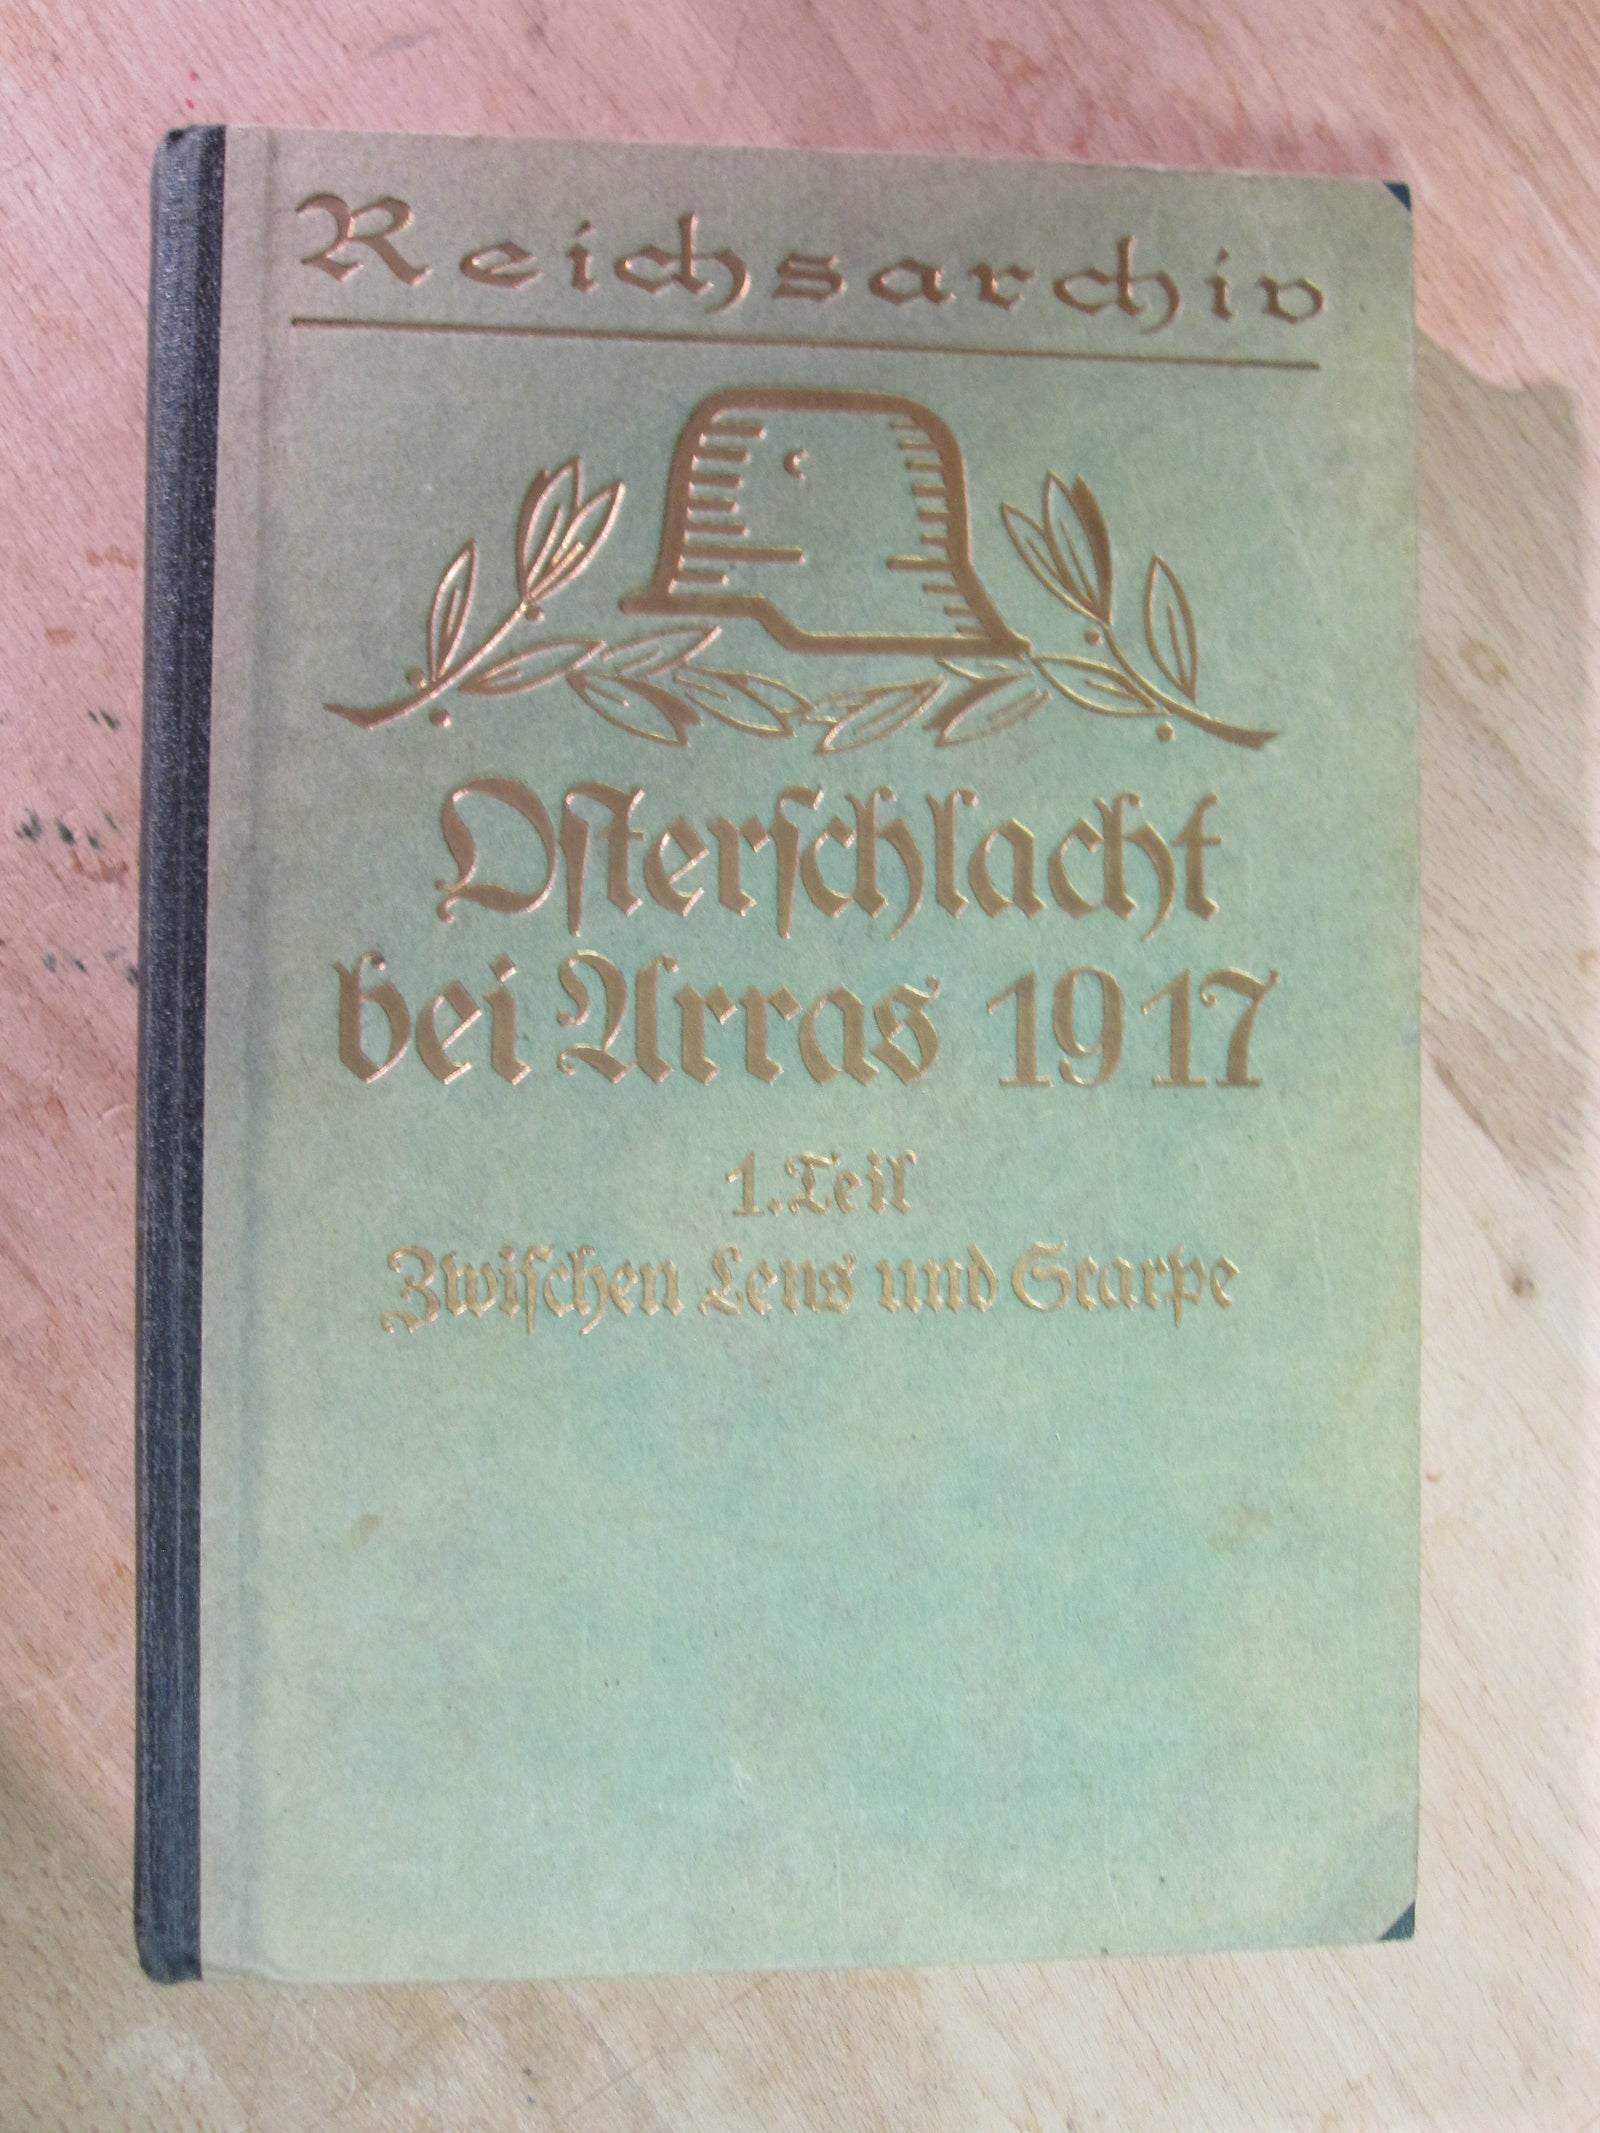 Reichsarchiv
Osterschlacht
bei Arras 1917
1. Teil
Zwischen Lens und Scarpe